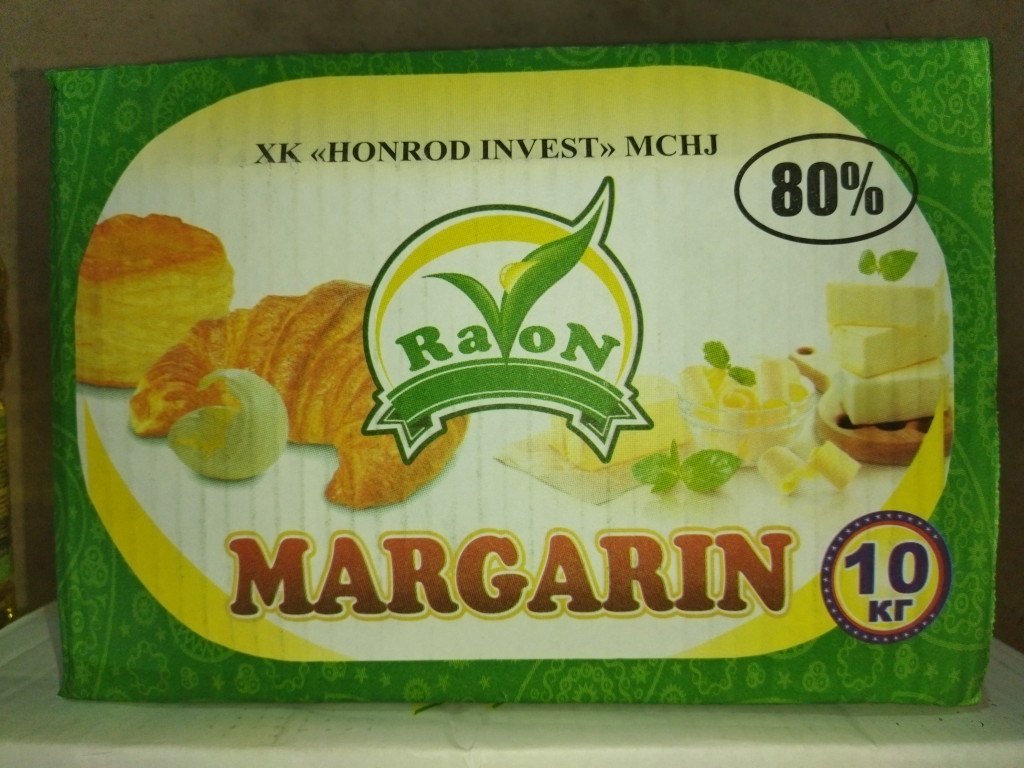 XK «HONROD INVEST» MCHJ
80%
RavoN
MARGARIN
10
КГ